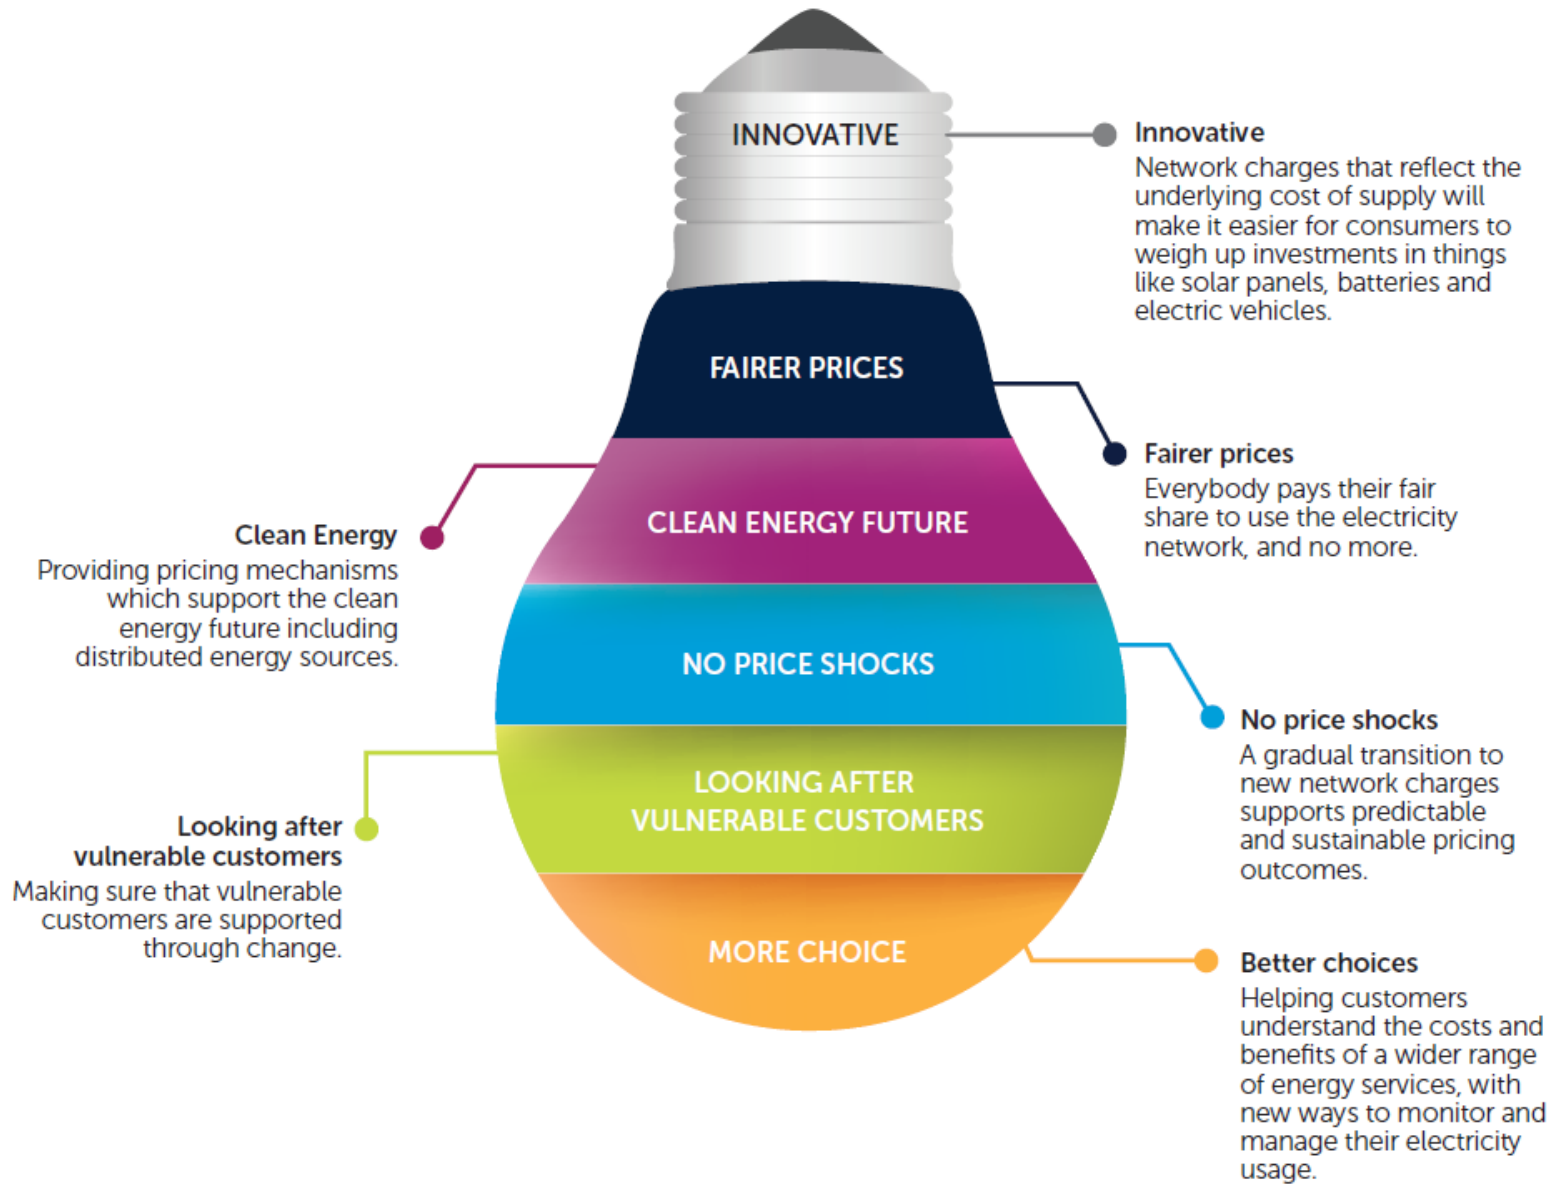 INNOVATIVE
Innovative
Network charges that reflect the
underlying cost of supply will
make it easier for consumers to
weigh up investments in things
like solar panels, batteries and
electric vehicles.
FAIRER PRICES
Fairer prices
Everybody pays their fair
share to use the electricity
network, and no more.
CLEAN ENERGY FUTURE
Clean Energy
Providing pricing mechanisms
which support the clean
energy future including
distributed energy sources.
NO PRICE SHOCKS
No price shocks
A gradual transition to
new network charges
supports predictable
and sustainable pricing
outcomes.
LOOKING AFTER
VULNERABLE CUSTOMERS
Looking after
vulnerable customers
Making sure that vulnerable
customers are supported
through change.
MORE CHOICE
Better choices
Helping customers
understand the costs and
benefits of a wider range
of energy services, with
new ways to monitor and
manage their electricity
usage.